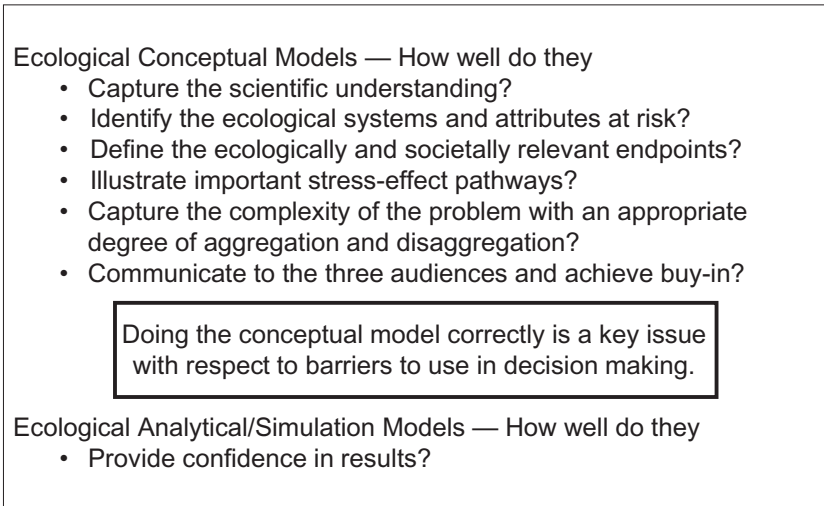 Ecological Conceptual Models — How well do they
• Capture the scientific understanding?
• Identify the ecological systems and attributes at risk?
• Define the ecologically and societally relevant endpoints?
• Illustrate important stress-effect pathways?
• Capture the complexity of the problem with an appropriate
degree of aggregation and disaggregation?
• Communicate to the three audiences and achieve buy-in?
Doing the conceptual model correctly is a key issue
with respect to barriers to use in decision making.
Ecological Analytical/Simulation Models — How well do they
• Provide confidence in results?